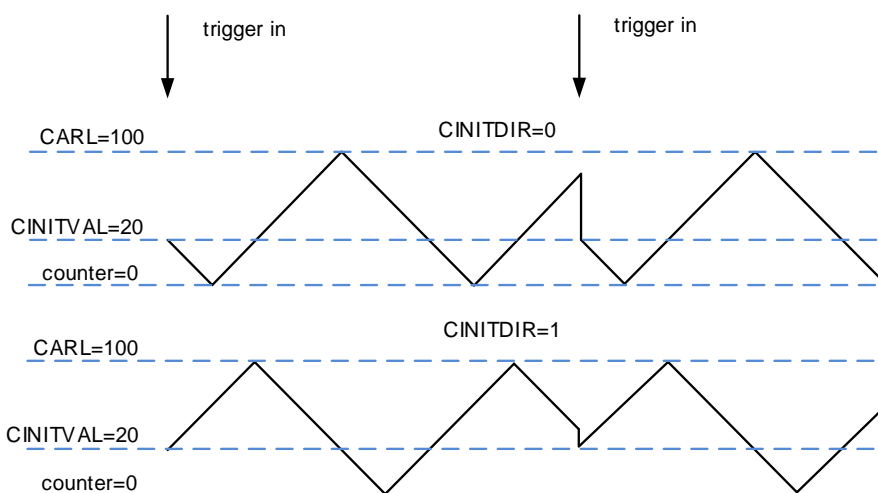 trigger in
trigger in
CARL=100
CINITDIR=0
CINITVAL=20
counter=0
CINITDIR=1
CARL=100
CINITVAL=20
counter=0